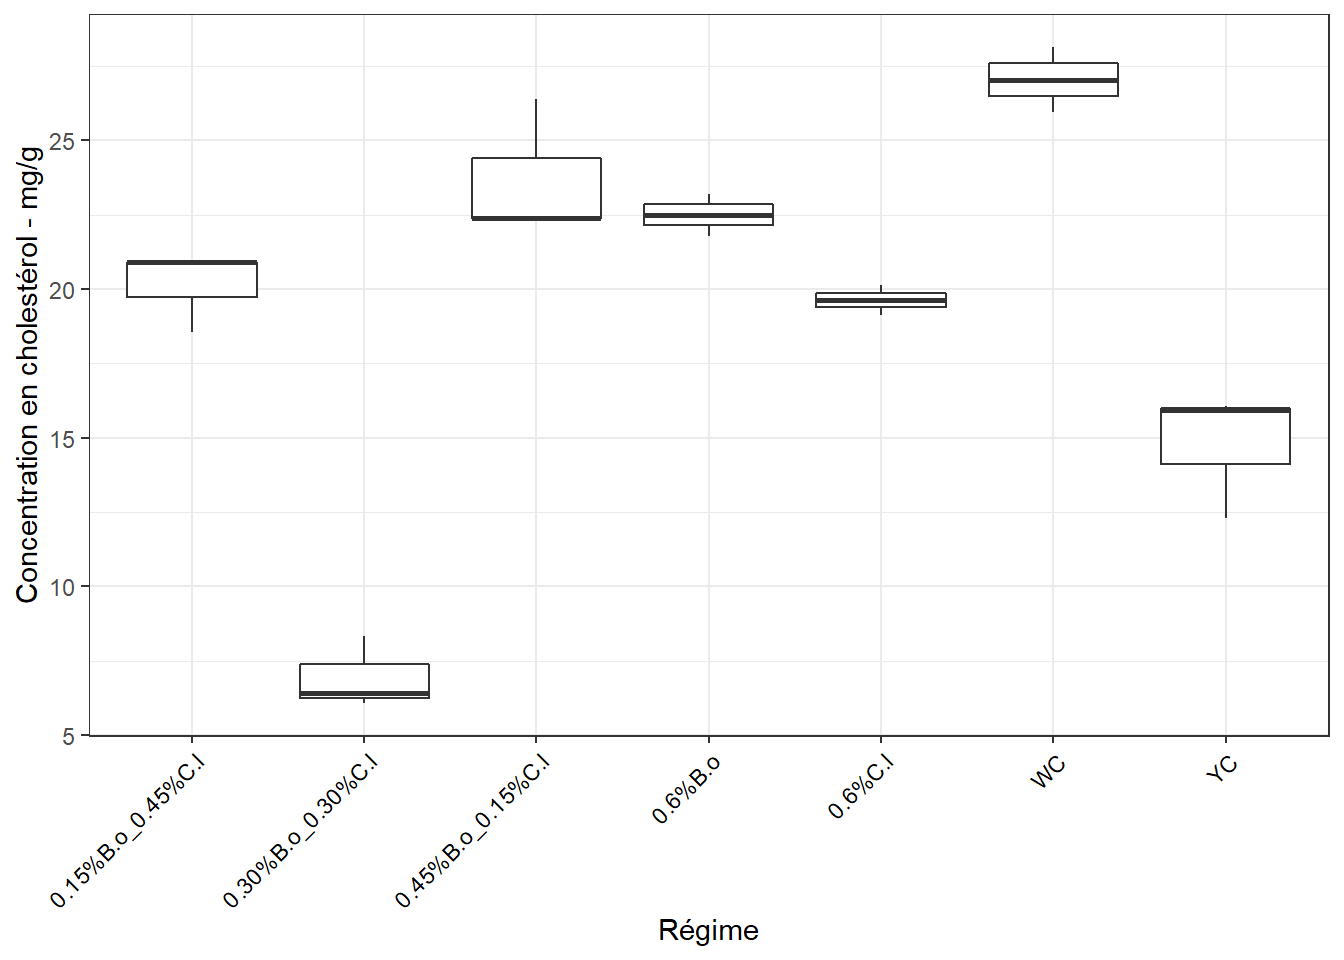 Concentration en cholestérol - mg/g
25
20
15
10
5
0.15%B.o_0.45%C.l
0.30%B.o_0.30%C.l
0.45%B.o_0.15%C.l
0.6%B.o
0.6%C.l
WC
YC
Régime